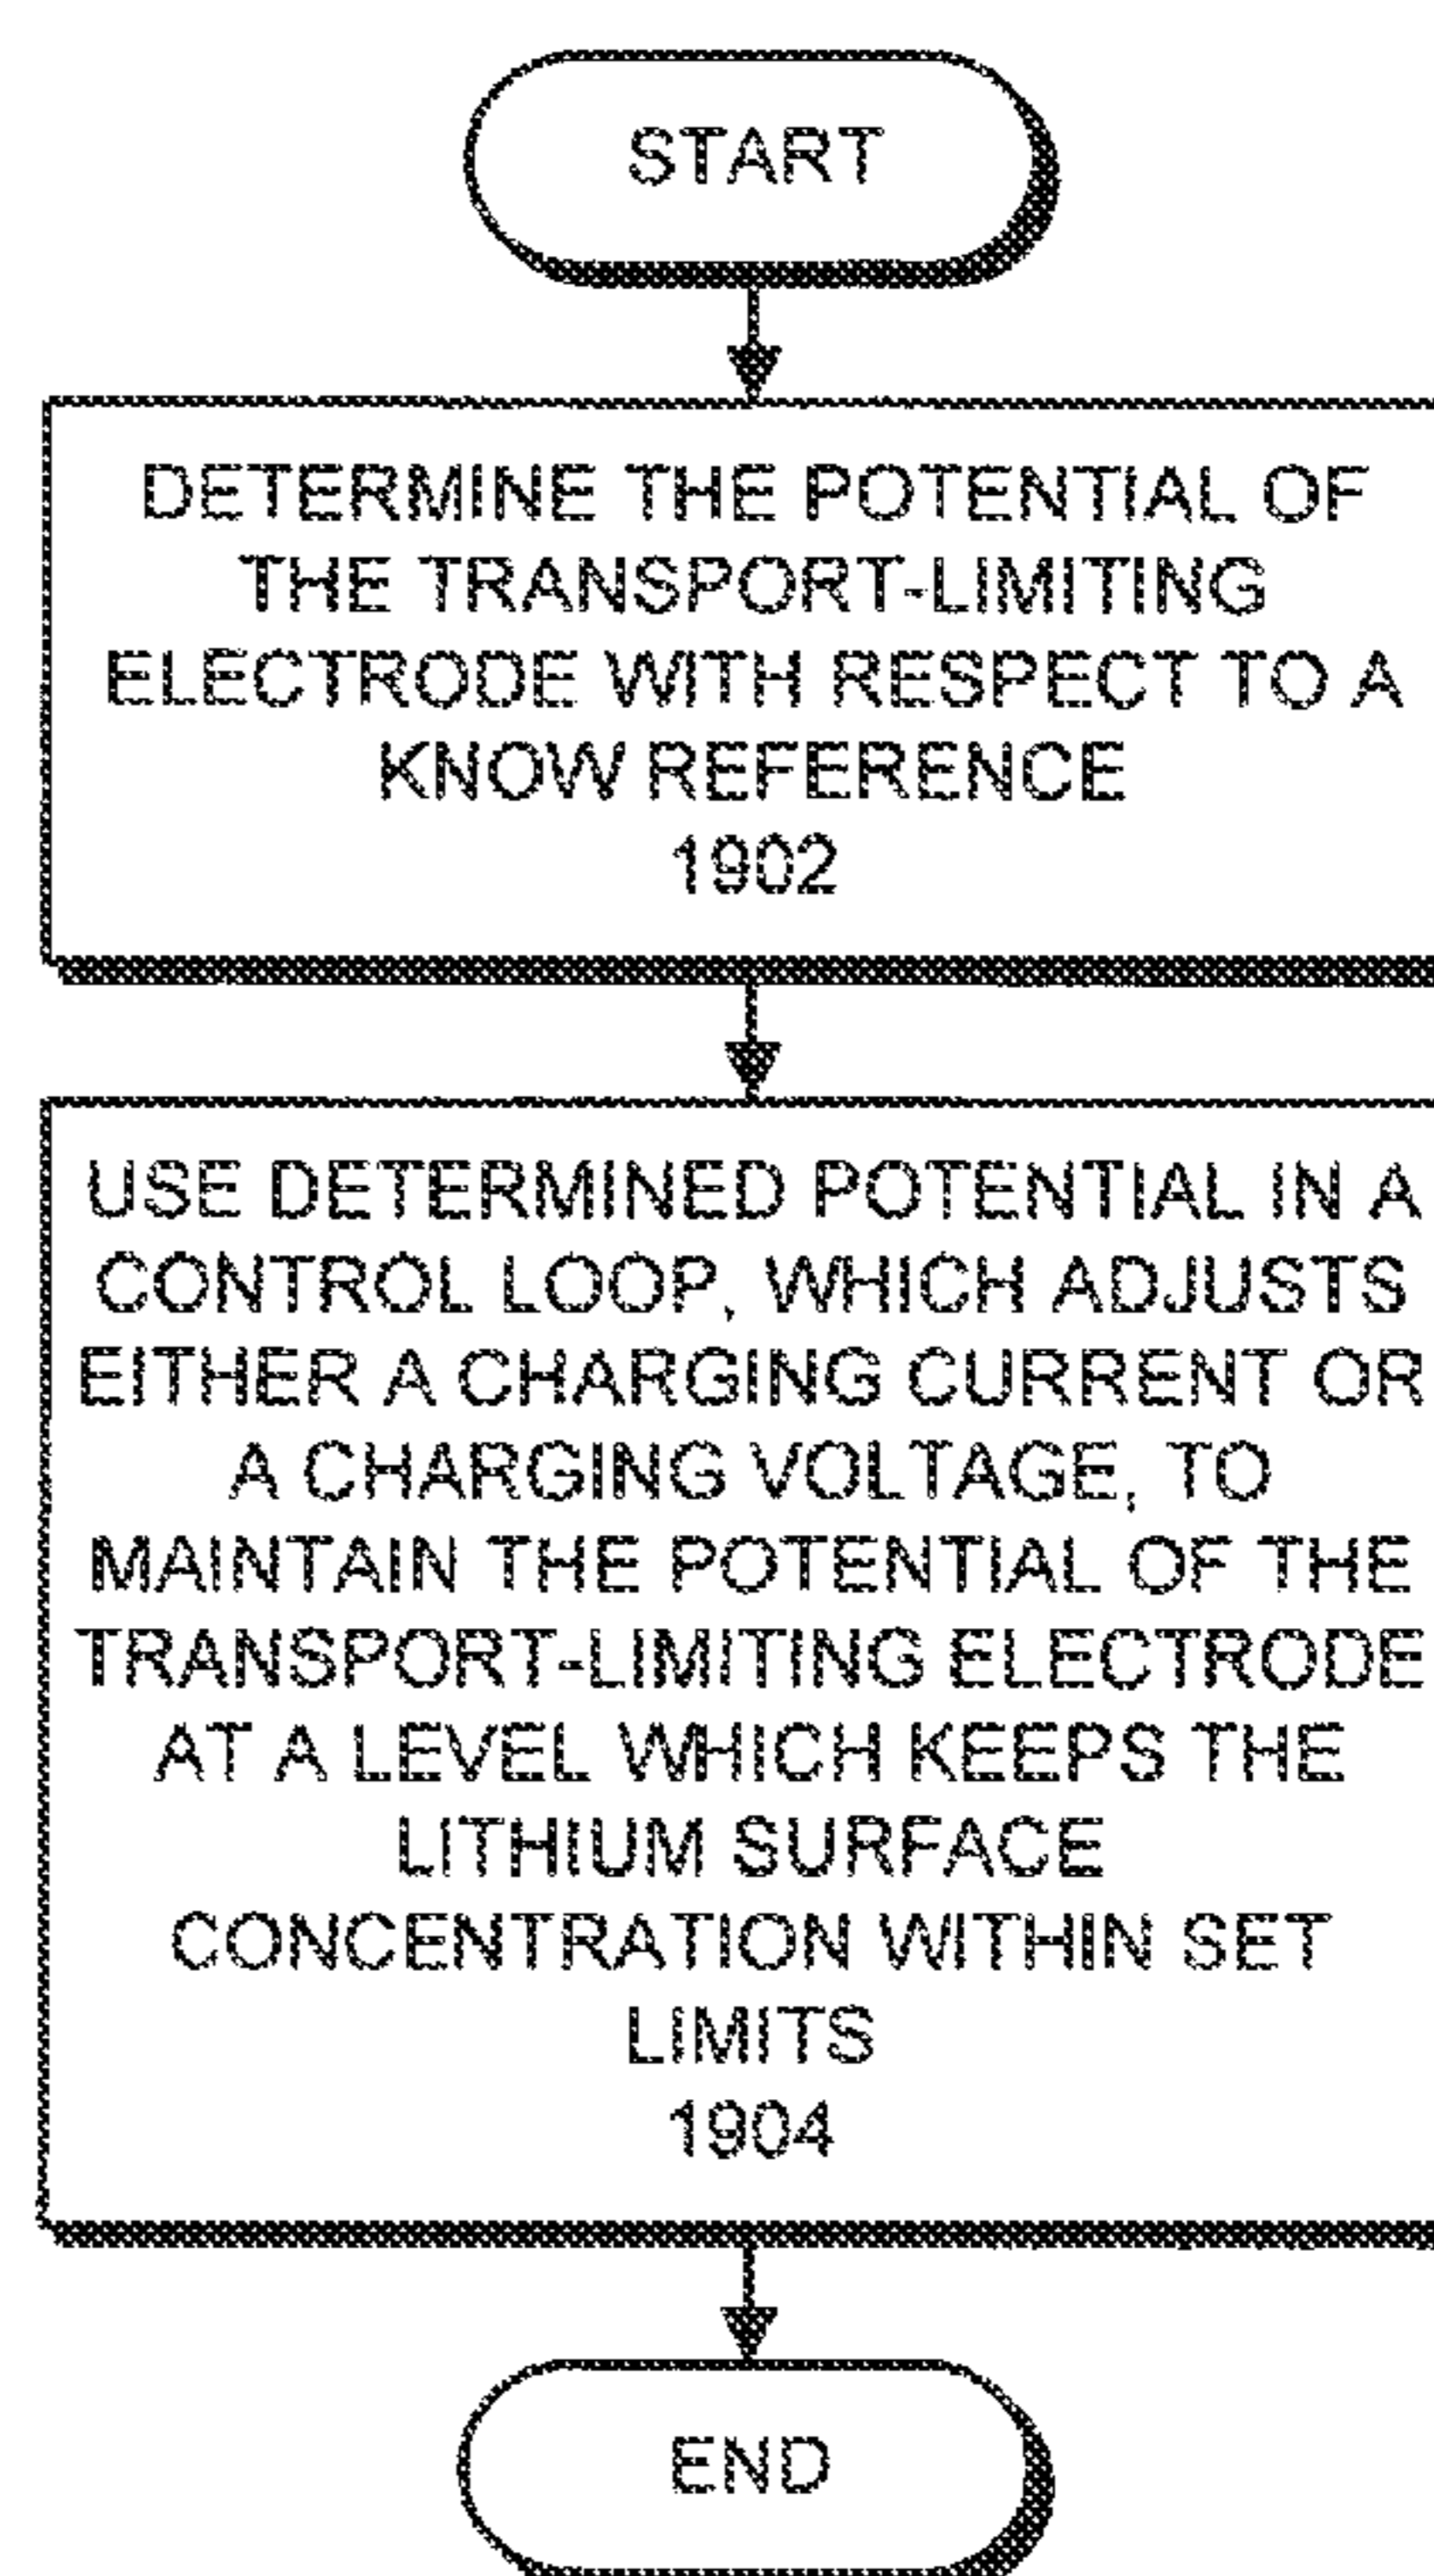 START
DETERMINE THE POTENTIAL OF
THE TRANSPORT-LIMITING
ELECTRODE WITH RESPECT TO A
KNOW REFERENCE
1902
USE DETERMINED POTENTIAL IN A
CONTROL LOOP, WHICH ADJUSTS
EITHER A CHARGING CURRENT OR
A CHARGING VOLTAGE, TO
MAINTAIN THE POTENTIAL OF THE
TRANSPORT-LIMITING ELECTRODE
AT A LEVEL WHICH KEEPS THE
LITHIUM SURFACE
CONCENTRATION WITHIN SET
LIMITS
1904
END